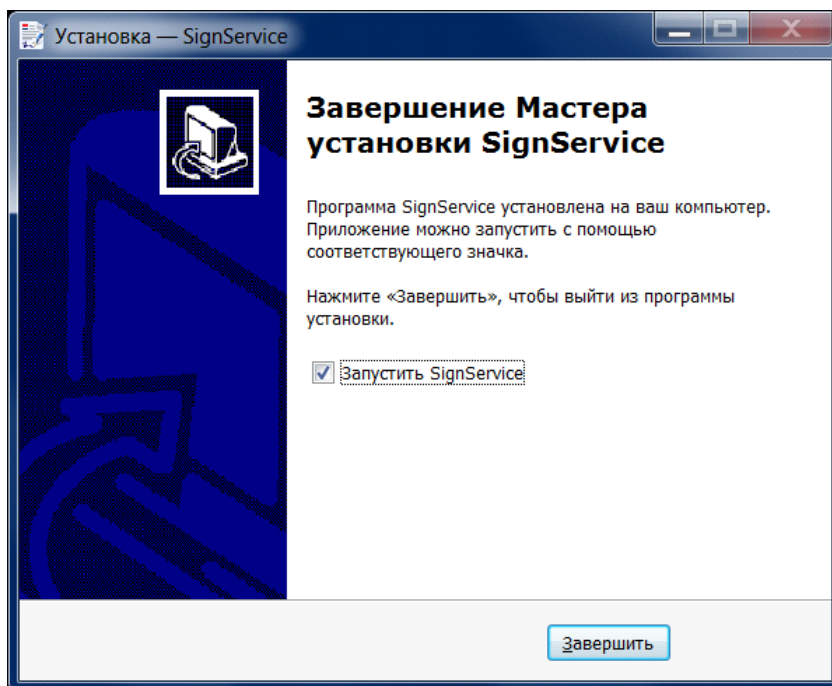 Установка — SignService
Завершение Мастера
установки SignService
Программа SignService установлена на ваш компьютер.
Приложение можно запустить с помощью
соответствующего значка.
Нажмите «Завершить», чтобы выйти из программы
установки.
Запустить SignService
Завершить